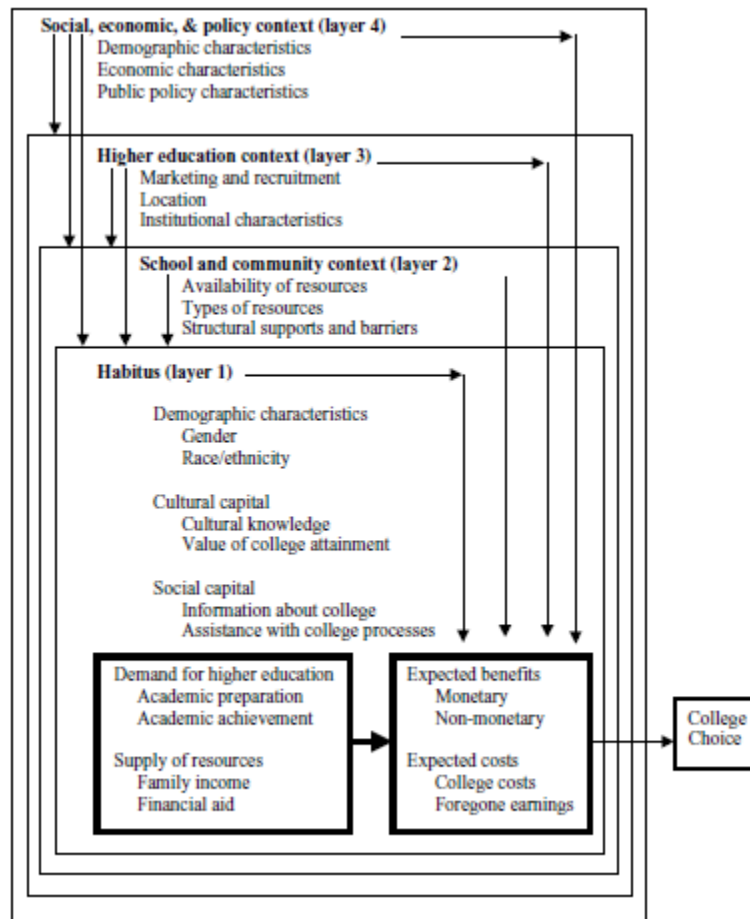 Social, economic, & policy context (layer 4)
Demographic characteristics
Economic characteristics
Public policy characteristics
Higher education context (layer 3)
Marketing and recruitment
Location
Institutional characteristics
School and community context (layer 2)
Availability of resources
Types of resources
Structural supports and barriers
Habitus (layer 1)
Demographic characteristics
Gender
Race/ethnicity
Cultural capital
Cultural knowledge
Value of college attainment
Social capital
Information about college
Assistance with college processes
Demand for higher education
Academic preparation
Academic achievement
Supply of resources
Family income
Financial aid
Expected benefits
Monetary
Non-monetary
Expected costs
College costs
Foregone earnings
College
Choice